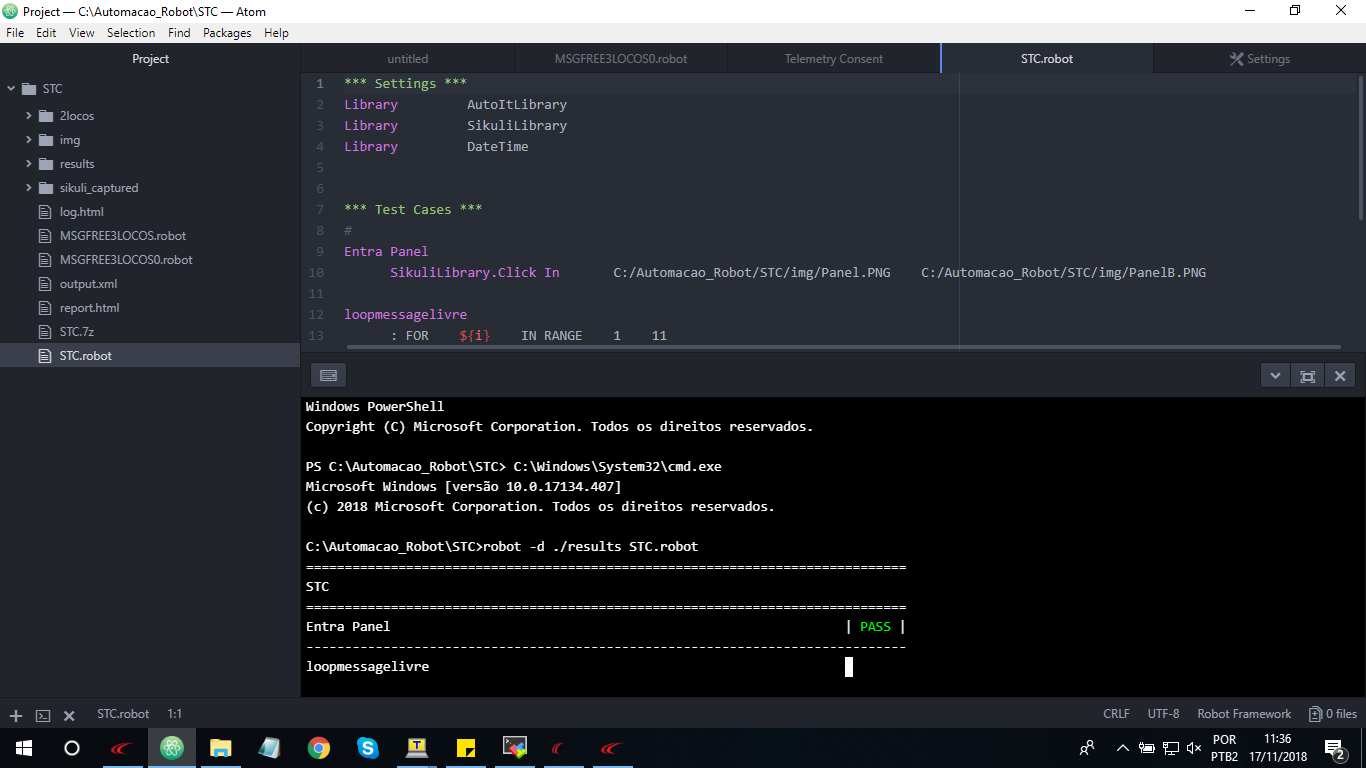 Project — C:\Automacao_Robot\STC — Atom
File Edit View Selection Find Packages Help
Project
untitled MSGFREE3LOCOS0.robot Telemetry Consent STC.robot Settings
STC
2locos
img
results
sikuli_captured
log.html
MSGFREE3LOCOS.robot
MSGFREE3LOCOS0.robot
output.xml
report.html
STC.7z
STC.robot
1 *** Settings ***
2 Library AutoItLibrary
3 Library SikuliLibrary
4 Library DateTime
5
6
7 *** Test Cases ***
8 #
9 Entra Panel
10 SikuliLibrary.Click In C:/Automacao_Robot/STC/img/Panel.PNG C:/Automacao_Robot/STC/img/PanelB.PNG
11
12 loopmessagelivre
13 : FOR ${i} IN RANGE 1 11
Windows PowerShell
Copyright (C) Microsoft Corporation. Todos os direitos reservados.
PS C:\Automacao_Robot\STC> C:\Windows\System32\cmd.exe
Microsoft Windows [versão 10.0.17134.407]
(c) 2018 Microsoft Corporation. Todos os direitos reservados.
C:\Automacao_Robot\STC>robot -d ./results STC.robot
==============================================================================
STC
==============================================================================
Entra Panel | PASS |
------------------------------------------------------------------------------
loopmessagelivre
STC.robot 1:1 CRLF UTF-8 Robot Framework 0 files
POR
PTB2
11:36
17/11/2018
2